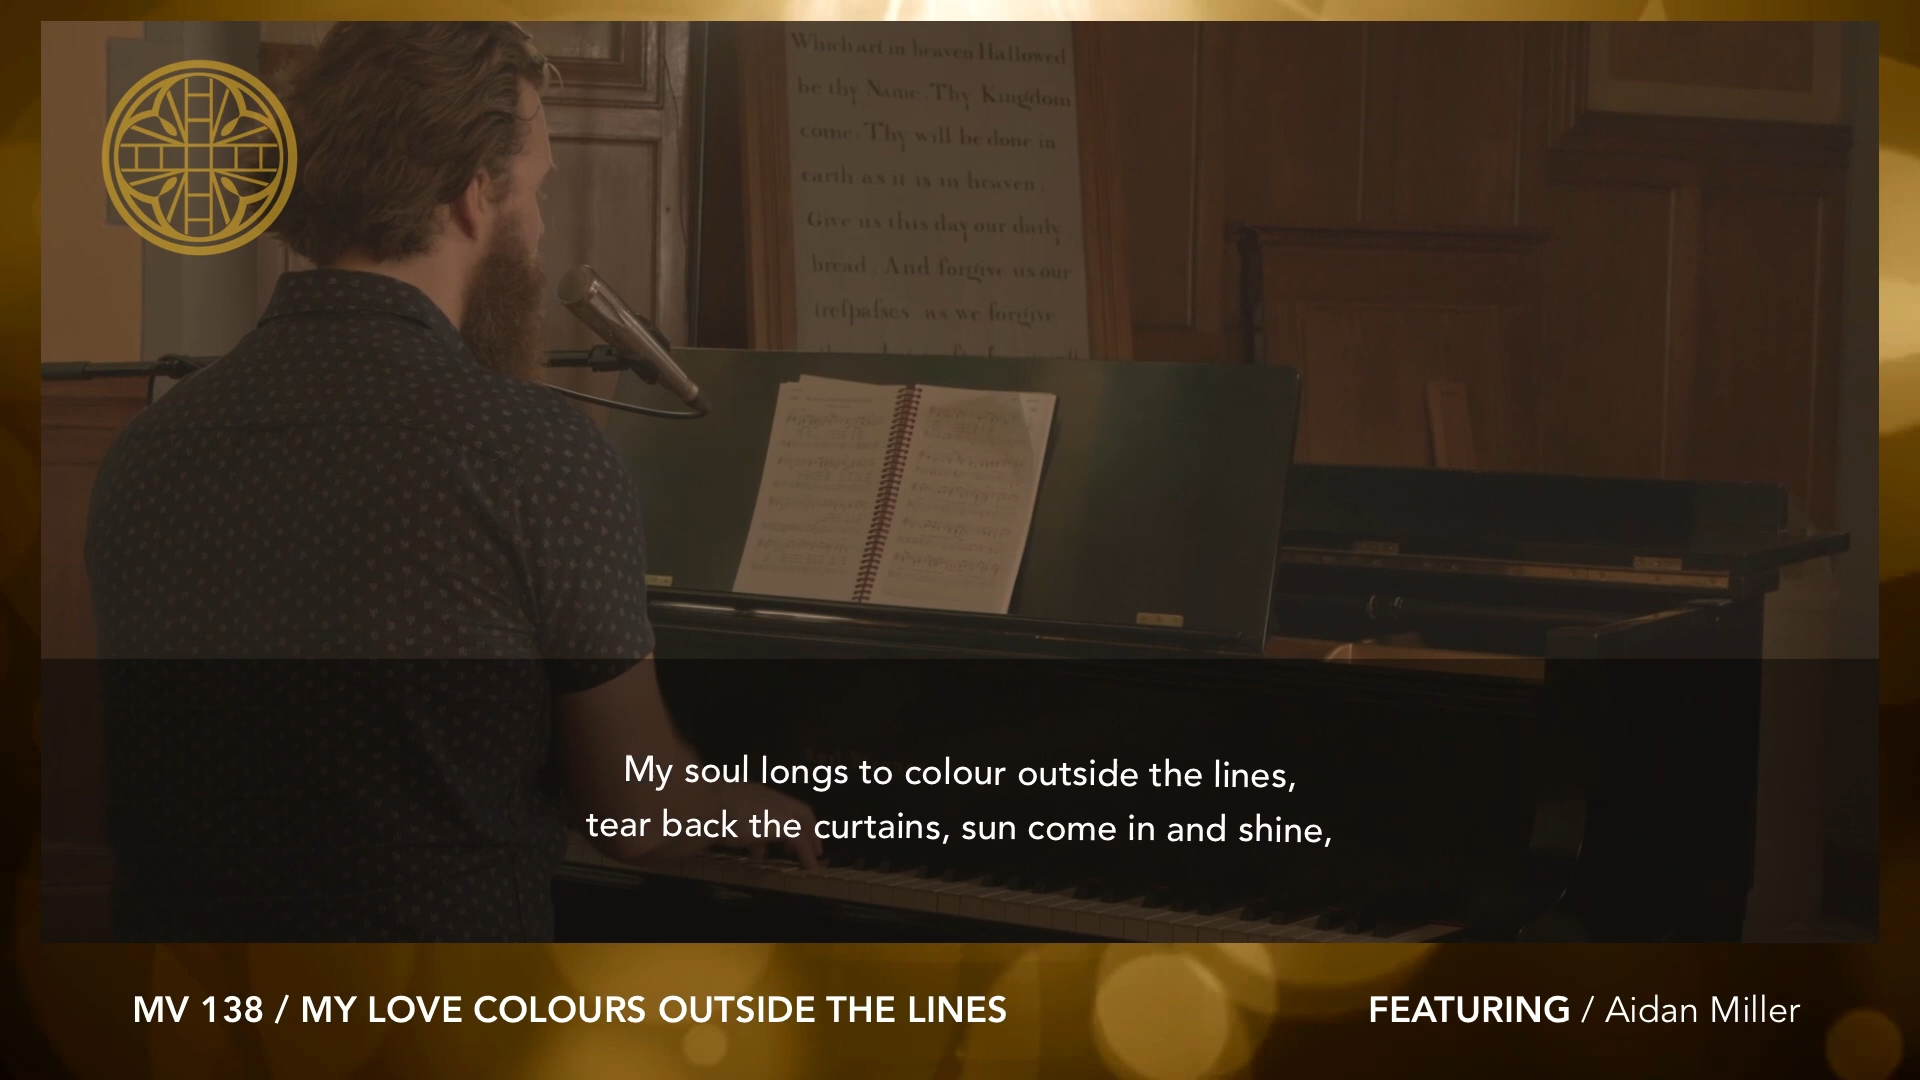 Which art in heaven Hallowed
be thy Name. Thy Kingdom
come. Thy will be done in
earth as it is in heaven.
Give us this day our daily
bread. And forgive us our
treſpaſses as we forgive
My soul longs to colour outside the lines,
tear back the curtains, sun come in and shine,
MV 138 / MY LOVE COLOURS OUTSIDE THE LINES
FEATURING / Aidan Miller